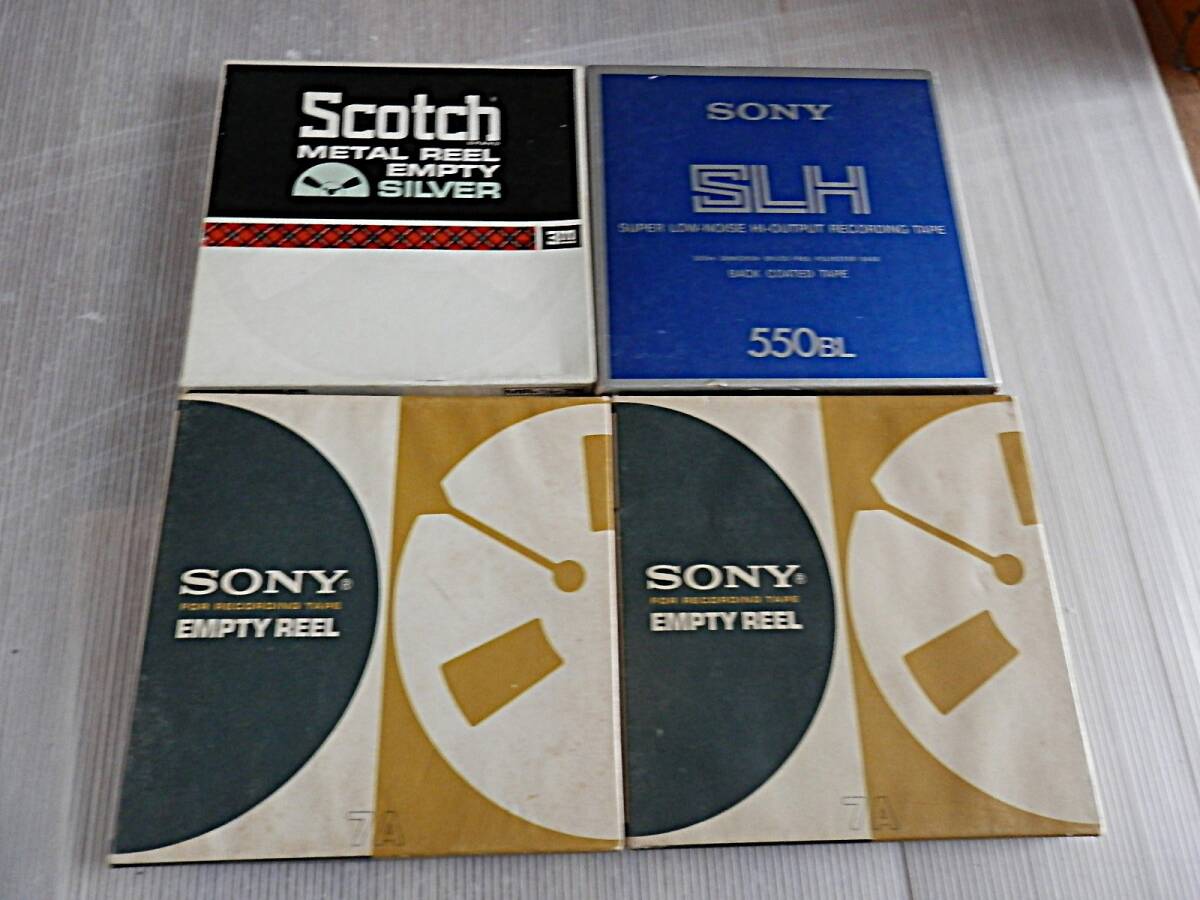 Scotch
BRAND
METAL REEL
EMPTY
SILVER
3M
SONY
SLH
SUPER LOW-NOISE HI-OUTPUT RECORDING TAPE
BACK COATED TAPE
550BL
SONY®
FOR RECORDING TAPE
EMPTY REEL
7A
SONY®
FOR RECORDING TAPE
EMPTY REEL
7A